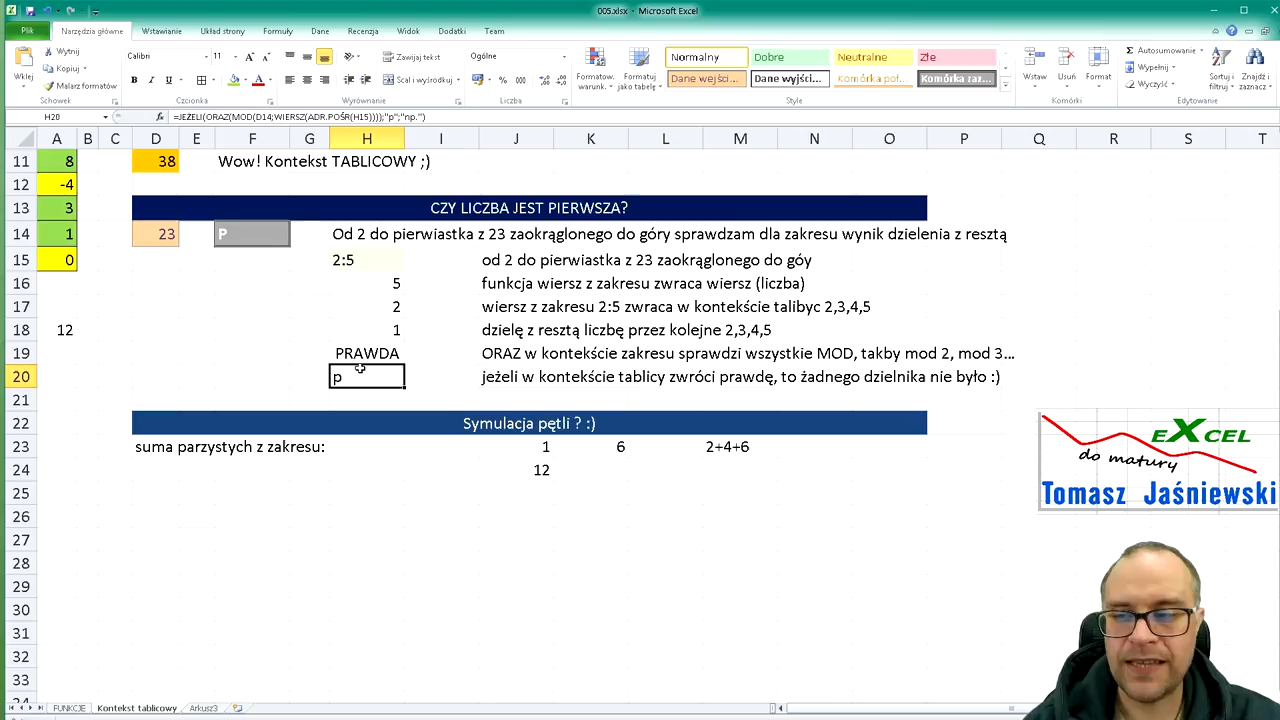 005.xlsx - Microsoft Excel
Plik Narzędzia główne Wstawianie Układ strony Formuły Dane Recenzja Widok Dodatki Team
Wklej
Wytnij
Kopiuj
Malarz formatów
Schowek
Calibri 11
B I U
Czcionka
Zawijaj tekst
Scal i wyśrodkuj
Wyrównanie
Ogólne
Liczba
Formatow. warunk.
Formatuj jako tabelę
Normalny Dobre Neutralne Złe
Dane wejści... Dane wyjści... Komórka poł... Komórka zaz...
Style
Wstaw Usuń Format
Komórki
Autosumowanie
Wypełnij
Wyczyść
Sortuj i filtruj
Znajdź i zaznacz
Edytowanie
H20 =JEŻELI(ORAZ(MOD(D14;WIERSZ(ADR.POŚR(H15))));"p";"np.")
A B C D E F G H I J K L M N O P Q R S T
11 8 38 Wow! Kontekst TABLICOWY ;)
12 -4
13 3 CZY LICZBA JEST PIERWSZA?
14 1 23 P Od 2 do pierwiastka z 23 zaokrąglonego do góry sprawdzam dla zakresu wynik dzielenia z resztą
15 0 2:5 od 2 do pierwiastka z 23 zaokrąglonego do góy
16 5 funkcja wiersz z zakresu zwraca wiersz (liczba)
17 2 wiersz z zakresu 2:5 zwraca w kontekście talibyc 2,3,4,5
18 12 1 dzielę z resztą liczbę przez kolejne 2,3,4,5
19 PRAWDA ORAZ w kontekście zakresu sprawdzi wszystkie MOD, takby mod 2, mod 3...
20 p jeżeli w kontekście tablicy zwróci prawdę, to żadnego dzielnika nie było :)
21
22 Symulacja pętli ? :)
23 suma parzystych z zakresu: 1 6 2+4+6
24 12
25
26
27
28
29
30
31
32
33
EXCEL
do matury
Tomasz Jaśniewski
FUNKCJE Kontekst tablicowy Arkusz3